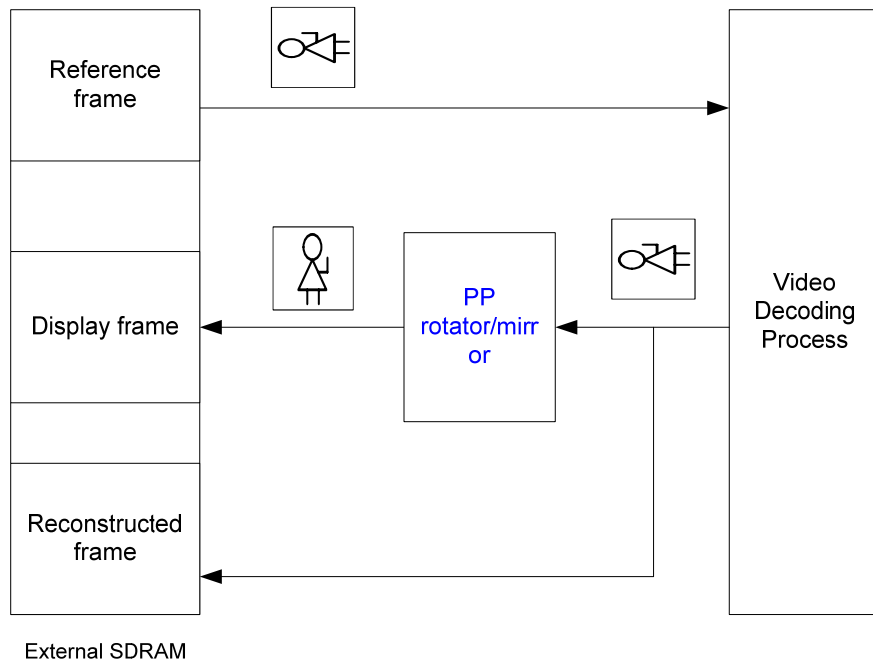 Reference
frame
Display frame
Reconstructed
frame
External SDRAM
PP
rotator/mirr
or
Video
Decoding
Process